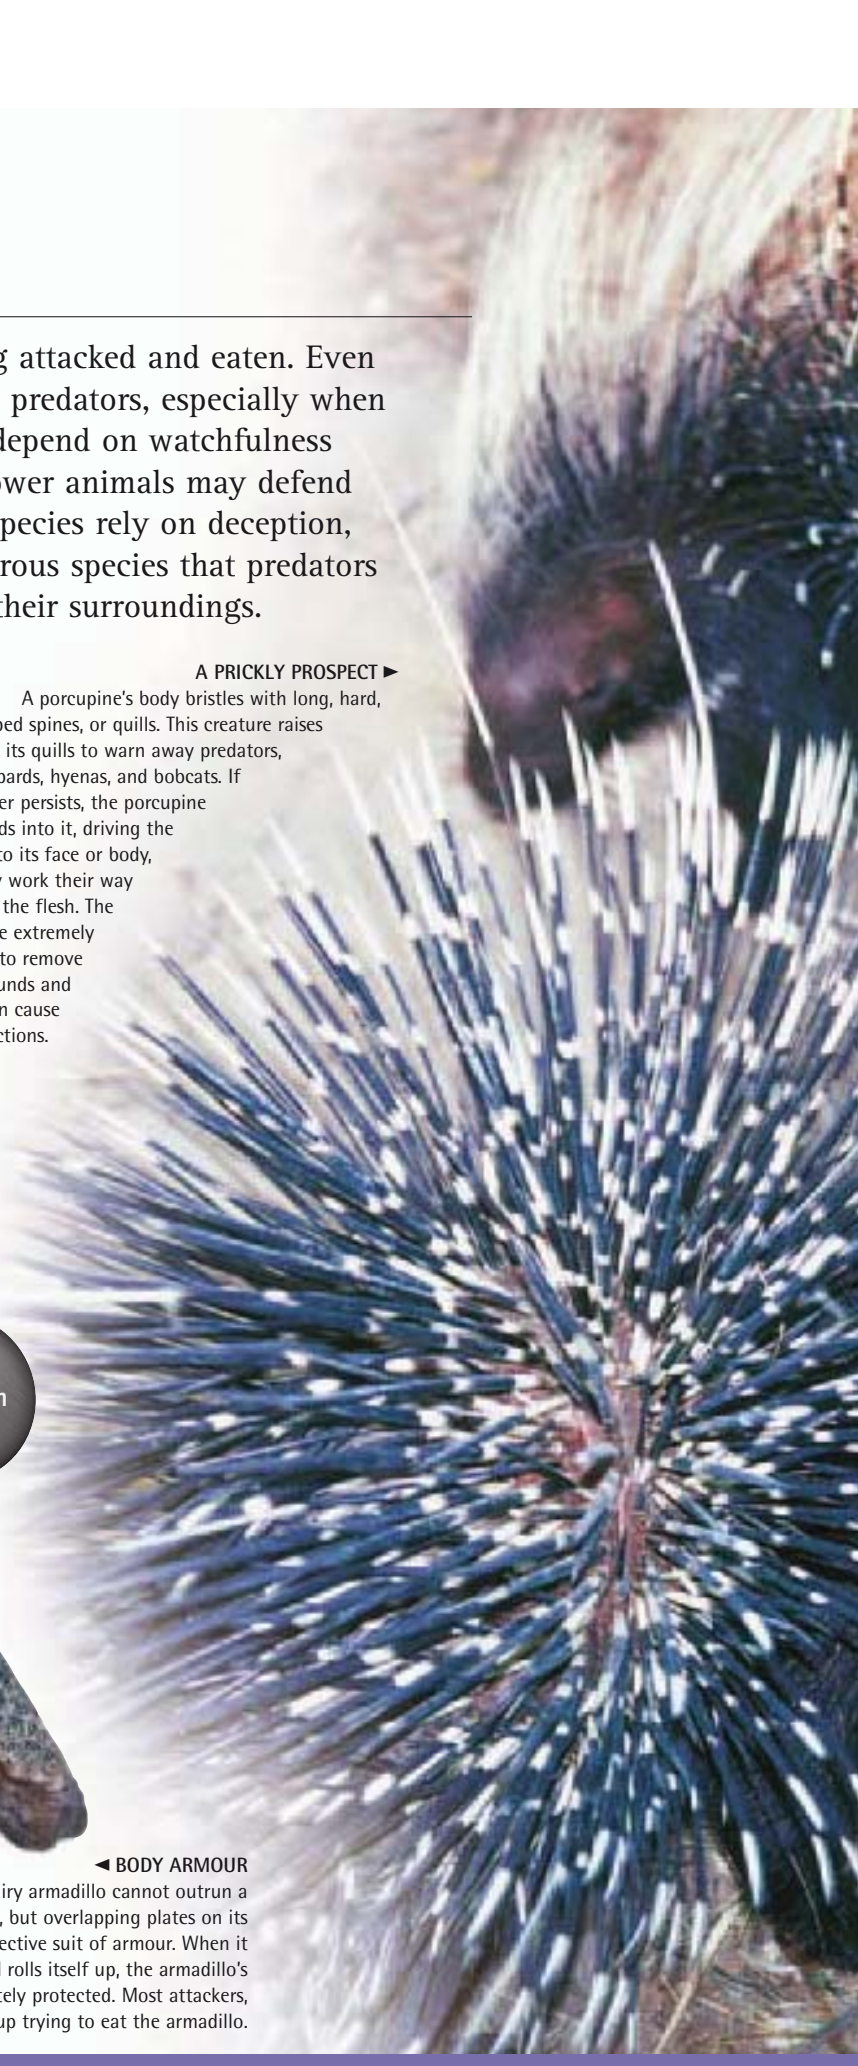 g attacked and eaten. Even
predators, especially when
depend on watchfulness
wer animals may defend
pecies rely on deception,
rous species that predators
their surroundings.
A PRICKLY PROSPECT ►
A porcupine's body bristles with long, hard,
bed spines, or quills. This creature raises
its quills to warn away predators,
pards, hyenas, and bobcats. If
er persists, the porcupine
ds into it, driving the
to its face or body,
work their way
the flesh. The
e extremely
to remove
unds and
n cause
ctions.
n
◄ BODY ARMOUR
iry armadillo cannot outrun a
, but overlapping plates on its
ective suit of armour. When it
rolls itself up, the armadillo's
tely protected. Most attackers,
up trying to eat the armadillo.